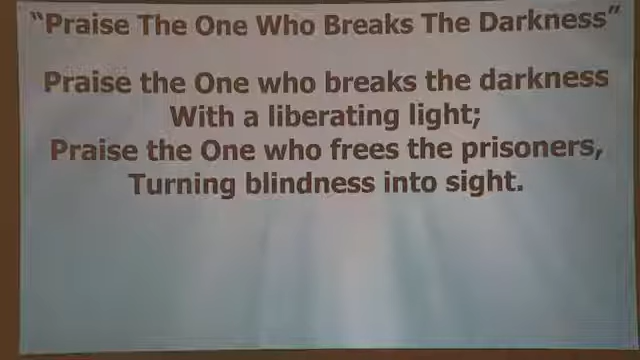 “Praise The One Who Breaks The Darkness”
Praise the One who breaks the darkness
With a liberating light;
Praise the One who frees the prisoners,
Turning blindness into sight.